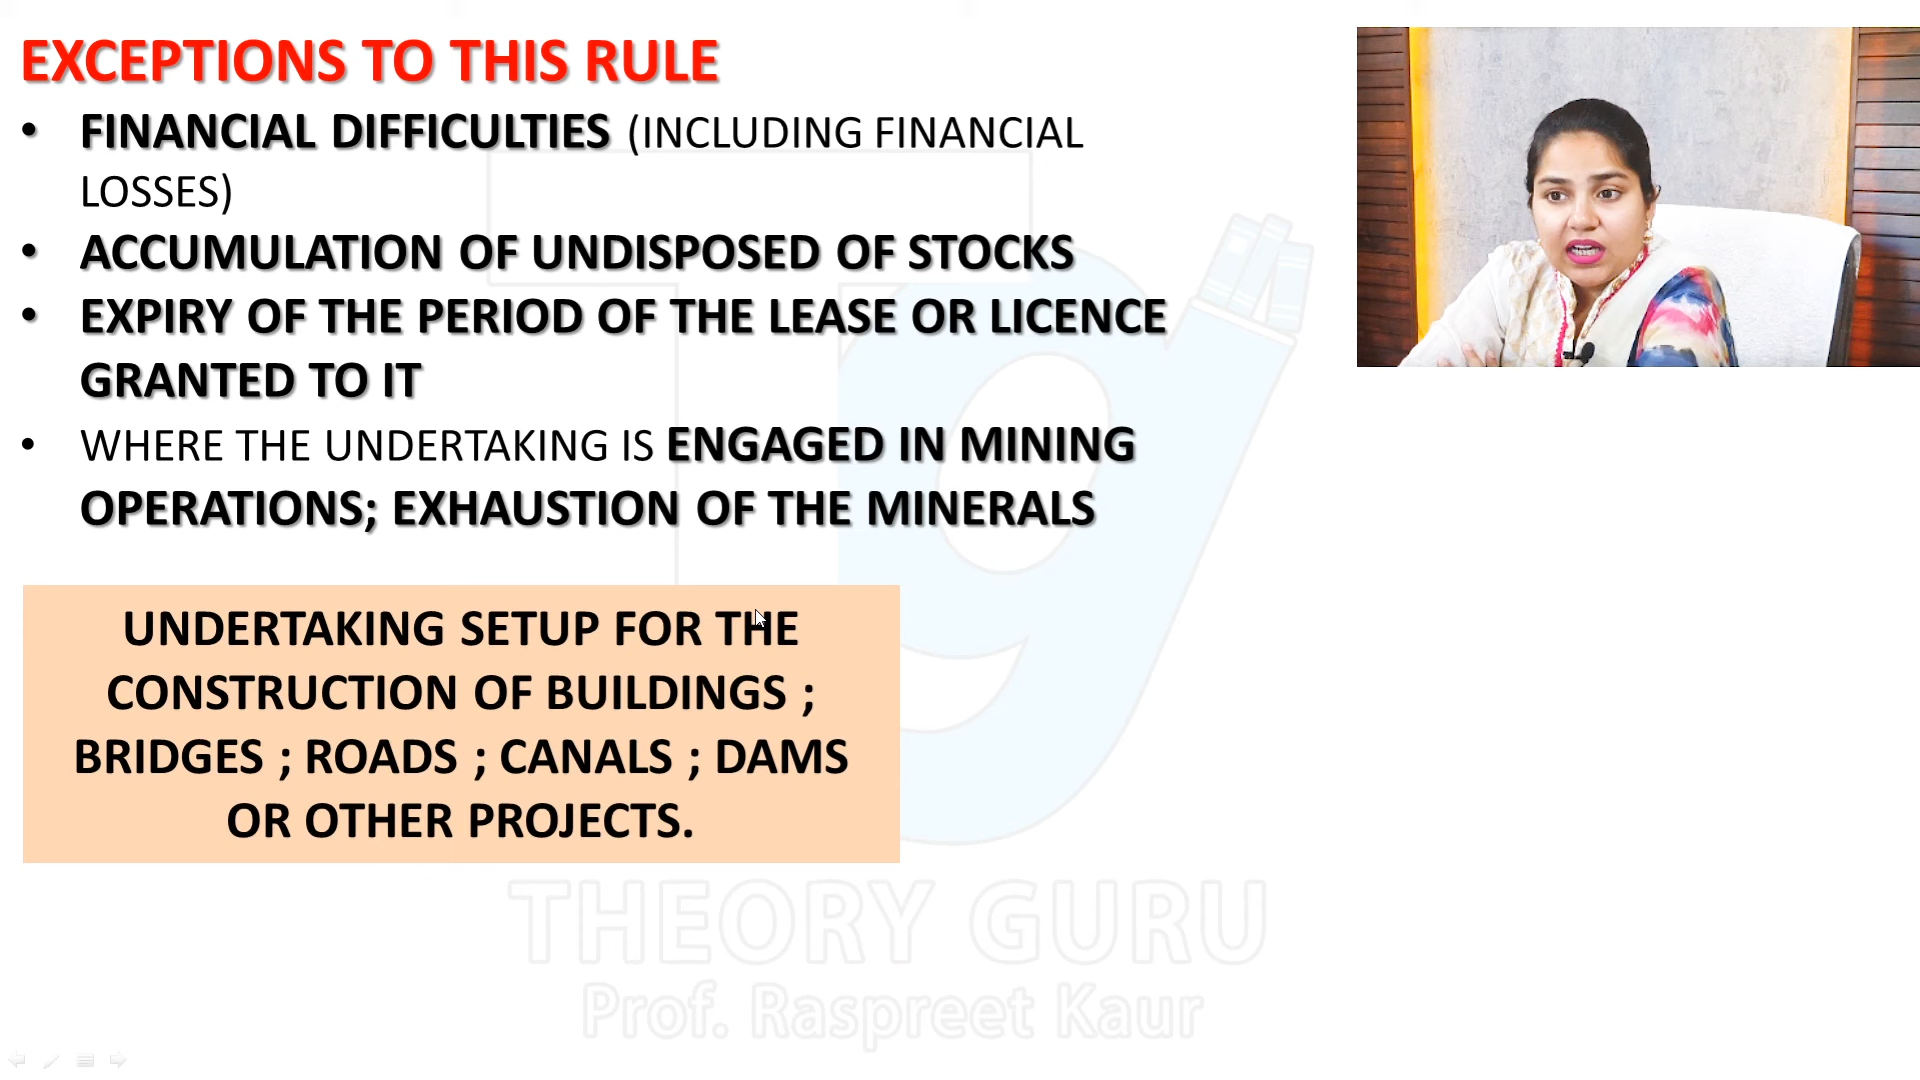 EXCEPTIONS TO THIS RULE
• FINANCIAL DIFFICULTIES (INCLUDING FINANCIAL
LOSSES)
• ACCUMULATION OF UNDISPOSED OF STOCKS
• EXPIRY OF THE PERIOD OF THE LEASE OR LICENCE
GRANTED TO IT
• WHERE THE UNDERTAKING IS ENGAGED IN MINING
OPERATIONS; EXHAUSTION OF THE MINERALS
UNDERTAKING SETUP FOR THE
CONSTRUCTION OF BUILDINGS ;
BRIDGES ; ROADS ; CANALS ; DAMS
OR OTHER PROJECTS.
THEORY GURU
Prof. Raspreet Kaur